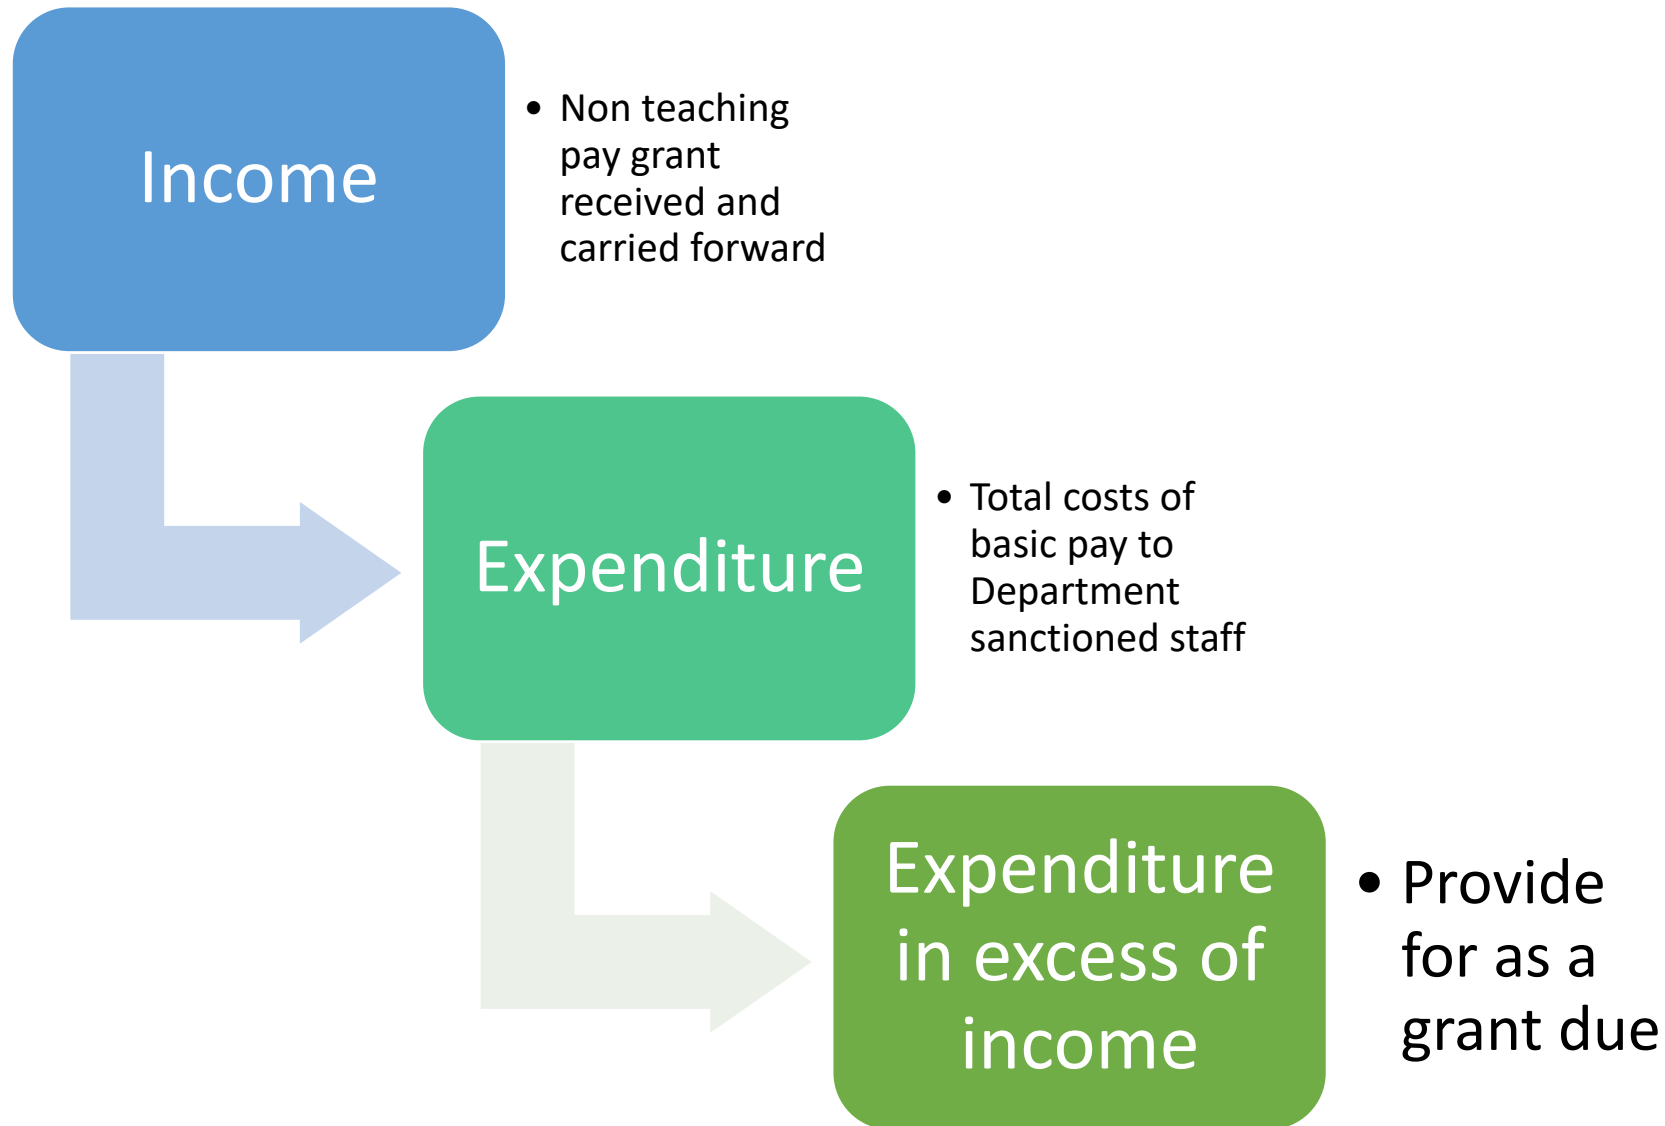 Income
• Non teaching
pay grant
received and
carried forward
Expenditure
• Total costs of
basic pay to
Department
sanctioned staff
Expenditure
in excess of
income
• Provide
for as a
grant due